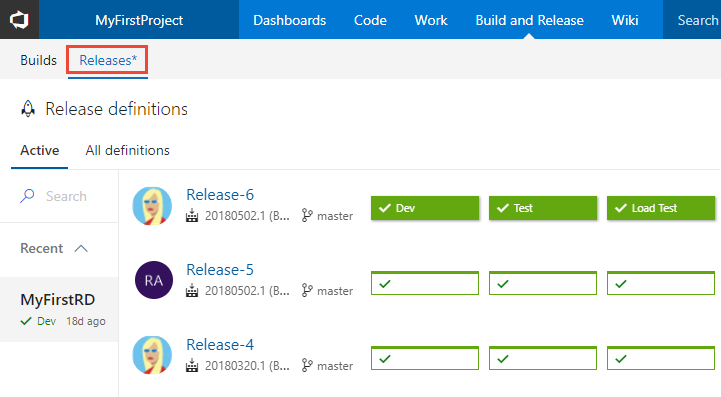 MyFirstProject Dashboards Code Work Build and Release Wiki Search
Builds Releases*
Release definitions
Active All definitions
Search
Recent
MyFirstRD
Dev 18d ago
Release-6
20180502.1 (B... master
Dev Test Load Test
RA
Release-5
20180502.1 (B... master
Release-4
20180320.1 (B... master